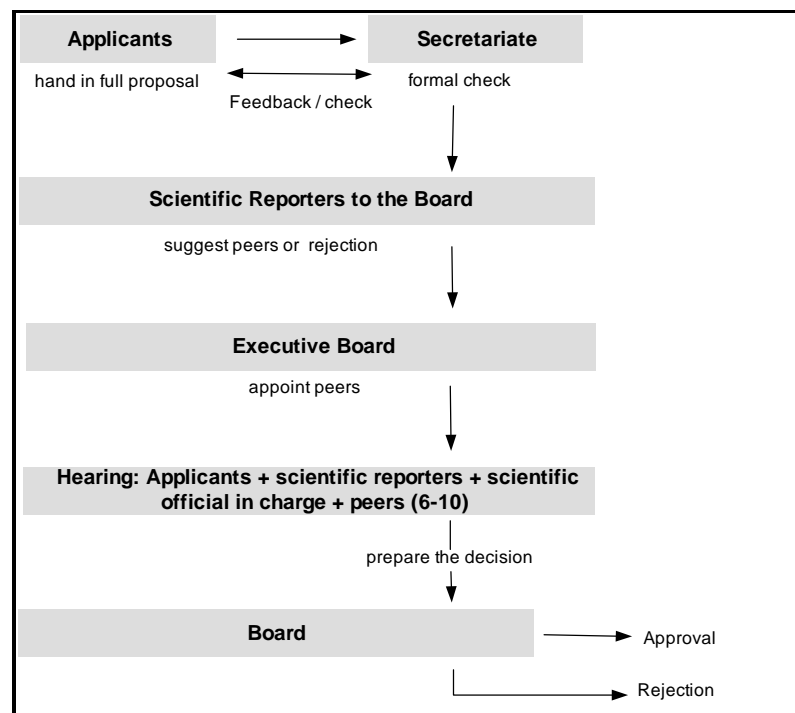 Applicants
Secretariate
hand in full proposal
formal check
Feedback / check
Scientific Reporters to the Board
suggest peers or rejection
Executive Board
appoint peers
Hearing: Applicants + scientific reporters + scientific
official in charge + peers (6-10)
prepare the decision
Board
Approval
Rejection